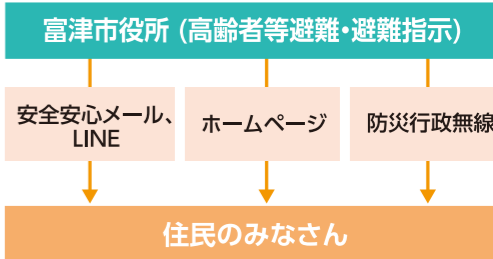 富津市役所 (高齢者等避難・避難指示)
安全安心メール、
LINE
ホームページ
防災行政無線
住民のみなさん